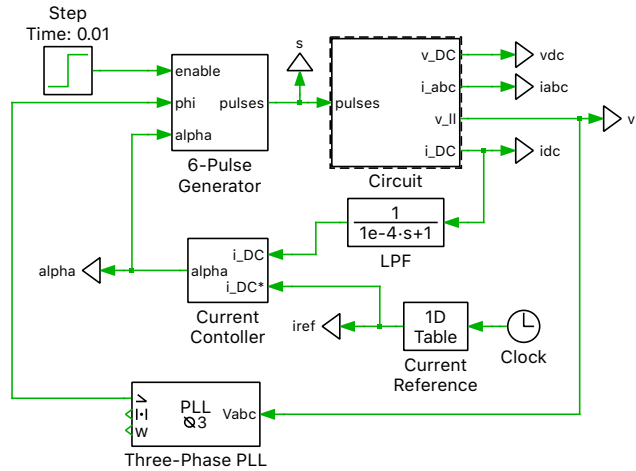 Step
Time: 0.01
enable
phi
alpha
pulses
6-Pulse
Generator
s
pulses
v_DC
i_abc
v_ll
i_DC
Circuit
vdc
iabc
v
idc
1
1e-4·s+1
LPF
alpha
alpha
i_DC
i_DC*
Current
Contoller
iref
1D
Table
Current
Reference
Clock
∠
|•|
w
PLL
3
Vabc
Three-Phase PLL